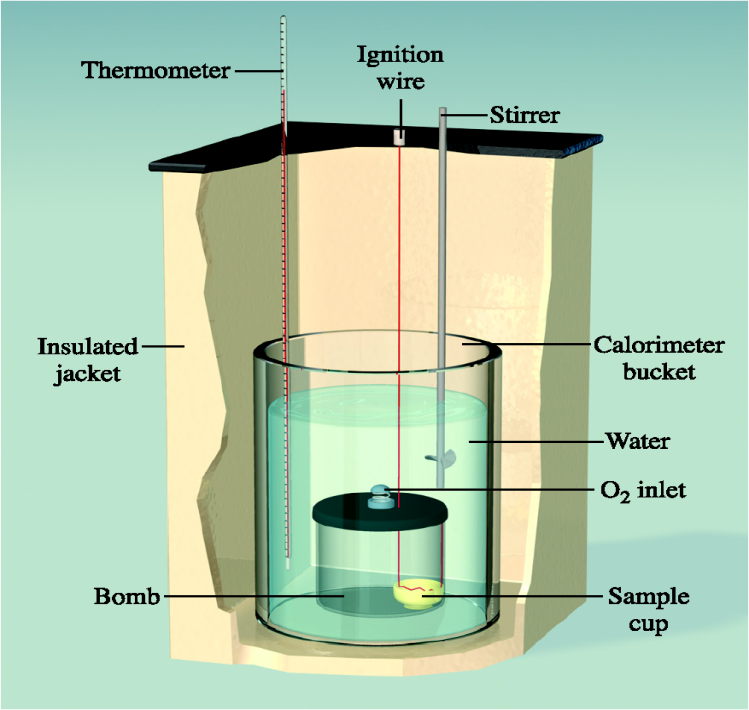 Thermometer
Ignition
wire
Stirrer
Insulated
jacket
Calorimeter
bucket
Water
O₂ inlet
Bomb
Sample
cup